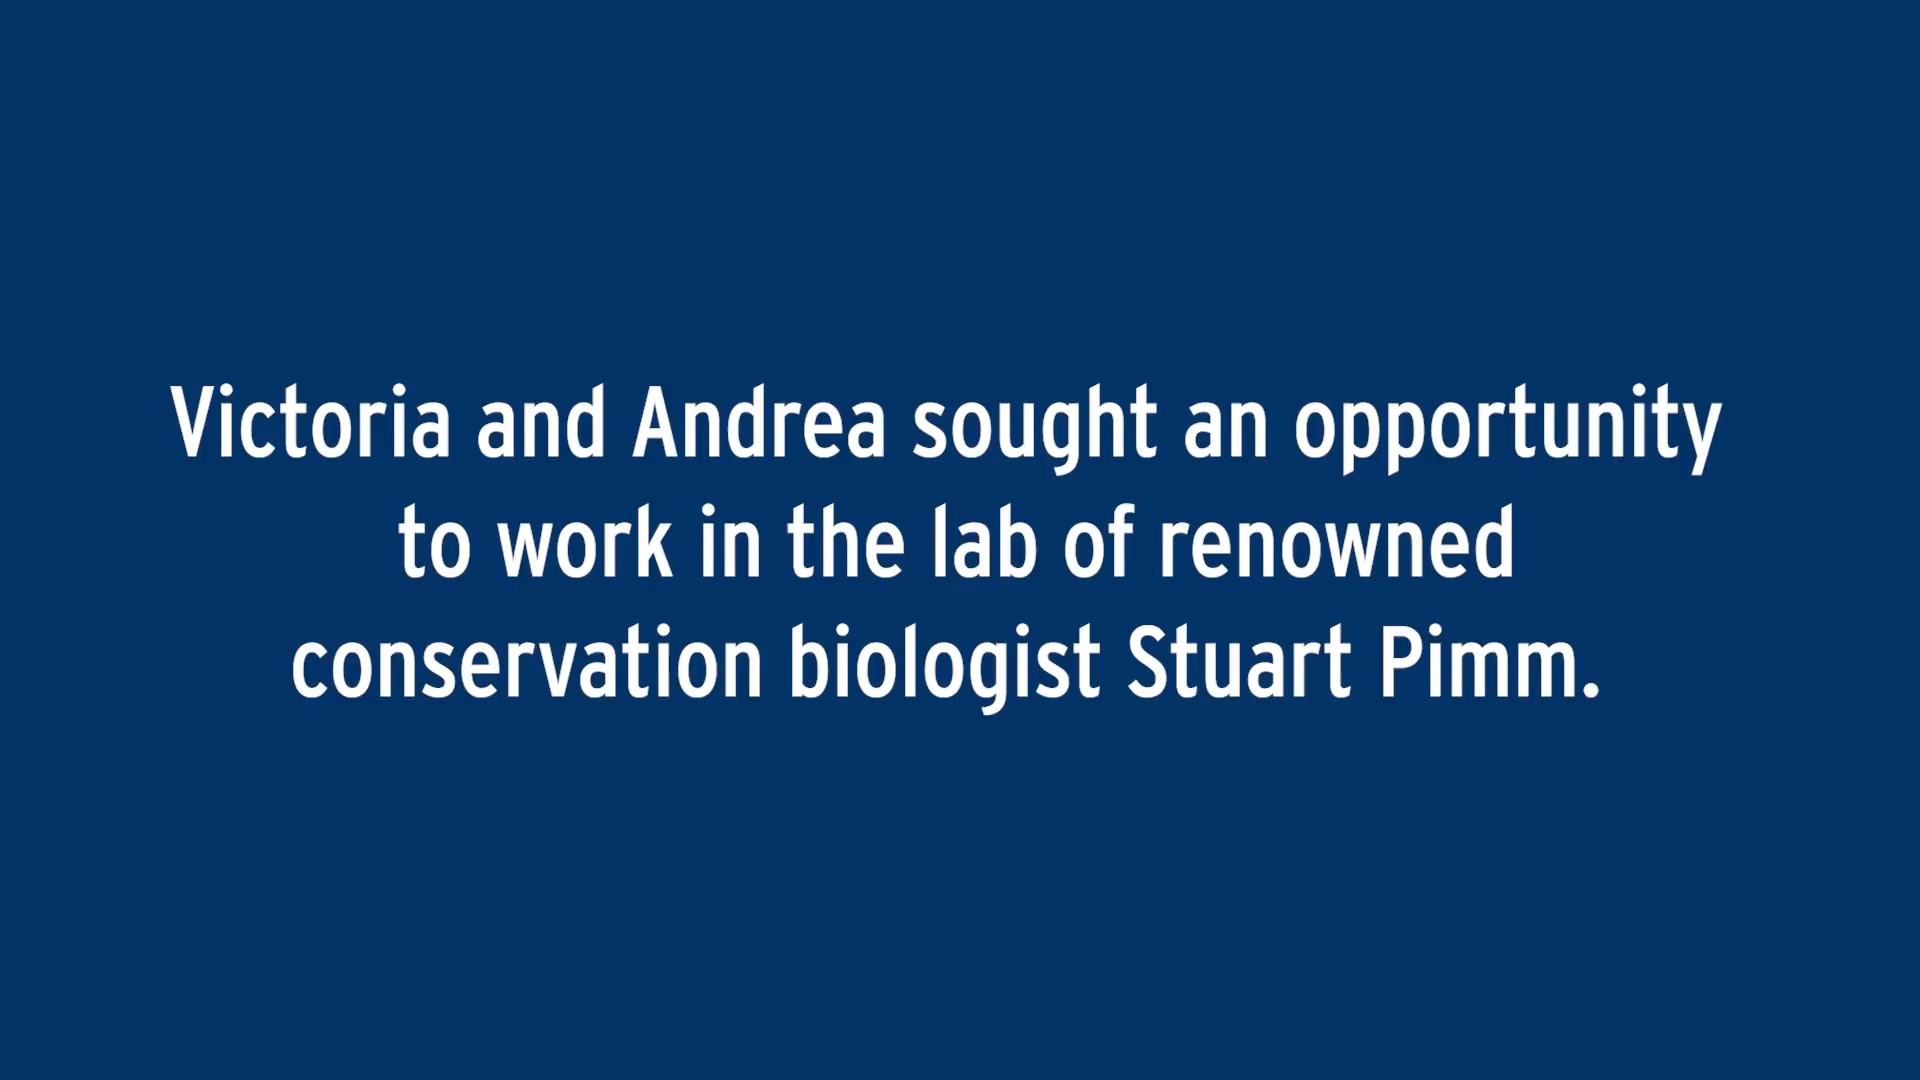 Victoria and Andrea sought an opportunity
to work in the lab of renowned
conservation biologist Stuart Pimm.